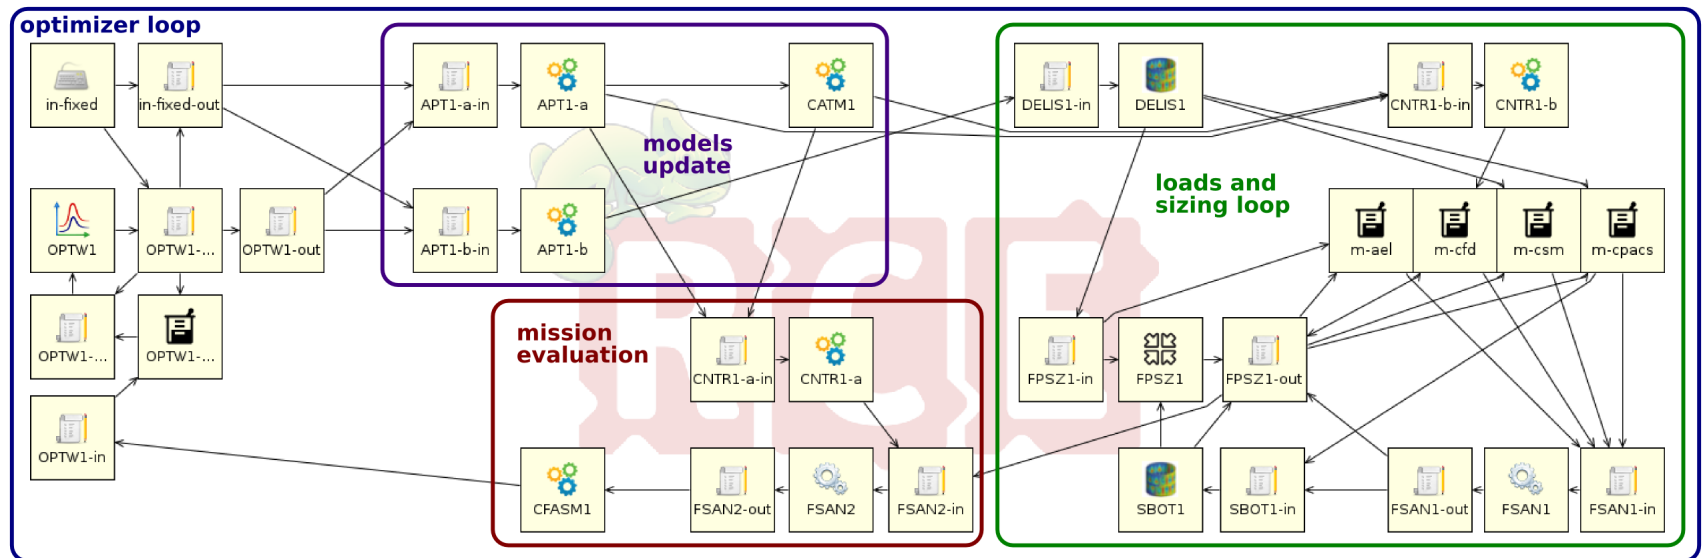 optimizer loop
in-fixed
in-fixed-out
APT1-a-in
APT1-a
CATM1
DELIS1-in
DELIS1
CNTR1-b-in
CNTR1-b
models
update
loads and
sizing loop
OPTW1
OPTW1-...
OPTW1-out
APT1-b-in
APT1-b
m-ael
m-cfd
m-csm
m-cpacs
OPTW1-...
OPTW1-...
mission
evaluation
CNTR1-a-in
CNTR1-a
FPSZ1-in
FPSZ1
FPSZ1-out
OPTW1-in
CFASM1
FSAN2-out
FSAN2
FSAN2-in
SBOT1
SBOT1-in
FSAN1-out
FSAN1
FSAN1-in
RCE